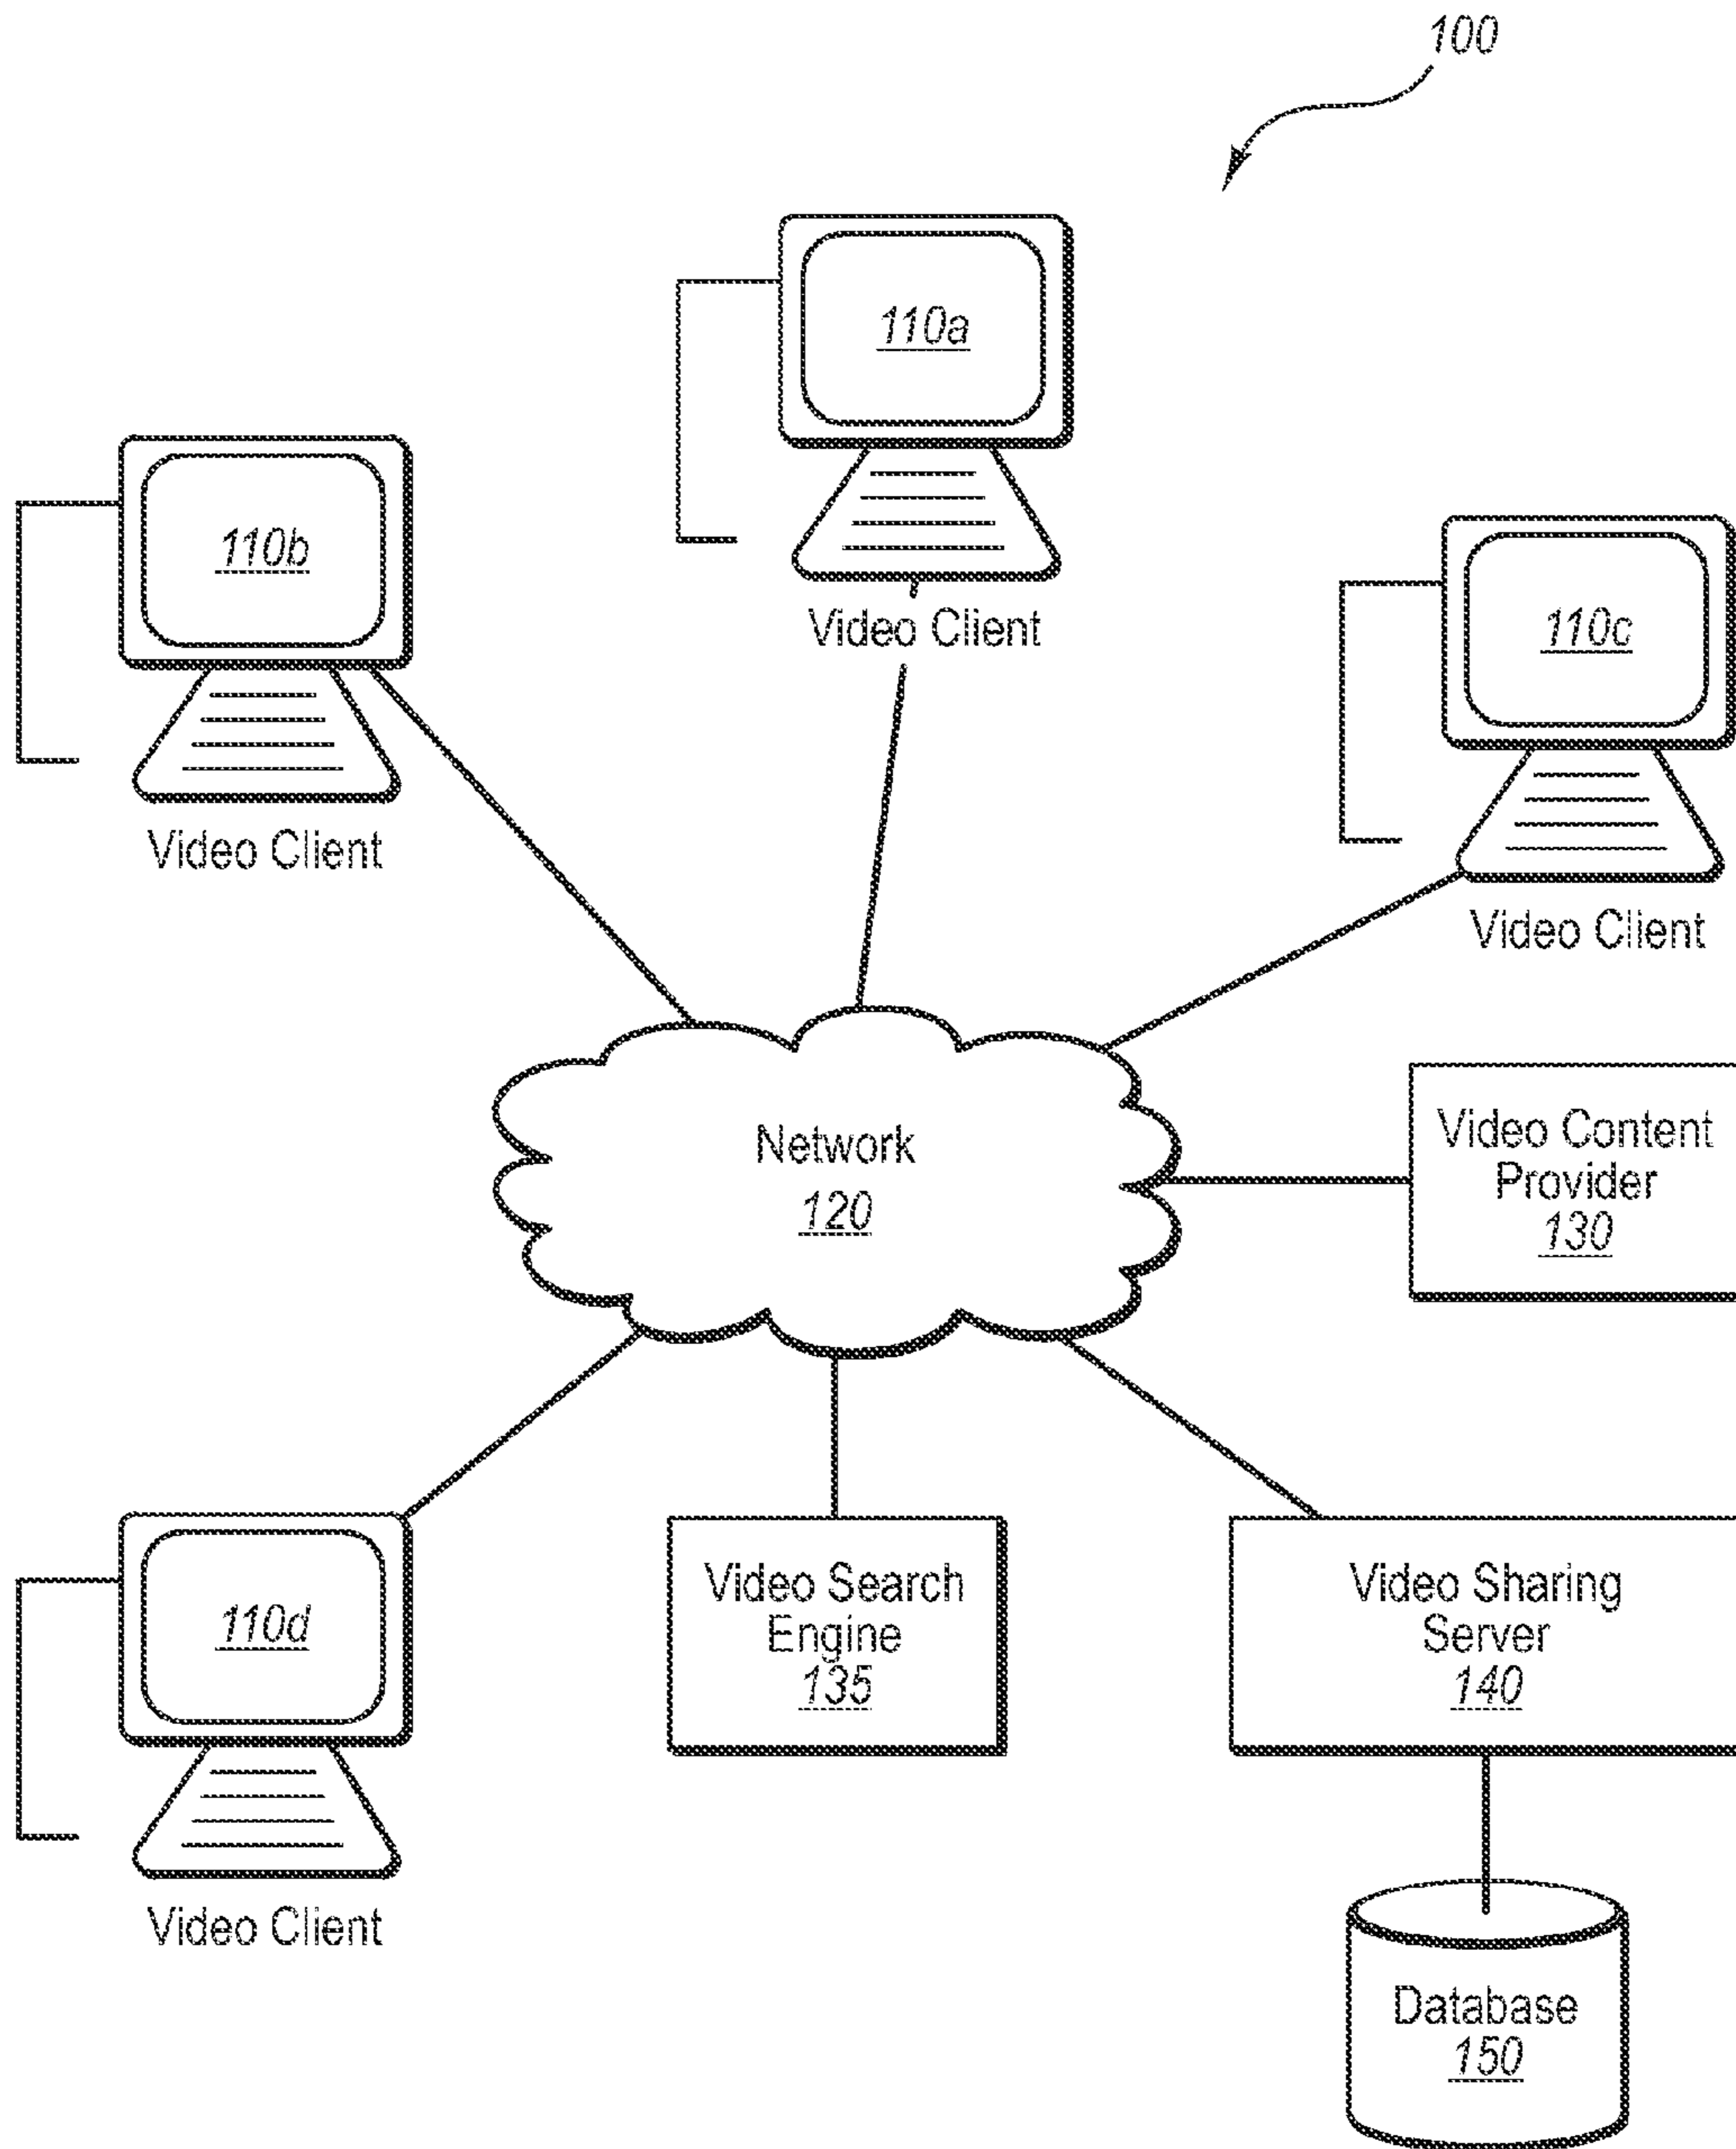 100
110a
Video Client
110b
Video Client
110c
Video Client
Network
120
Video Content
Provider
130
110d
Video Client
Video Search
Engine
135
Video Sharing
Server
140
Database
150